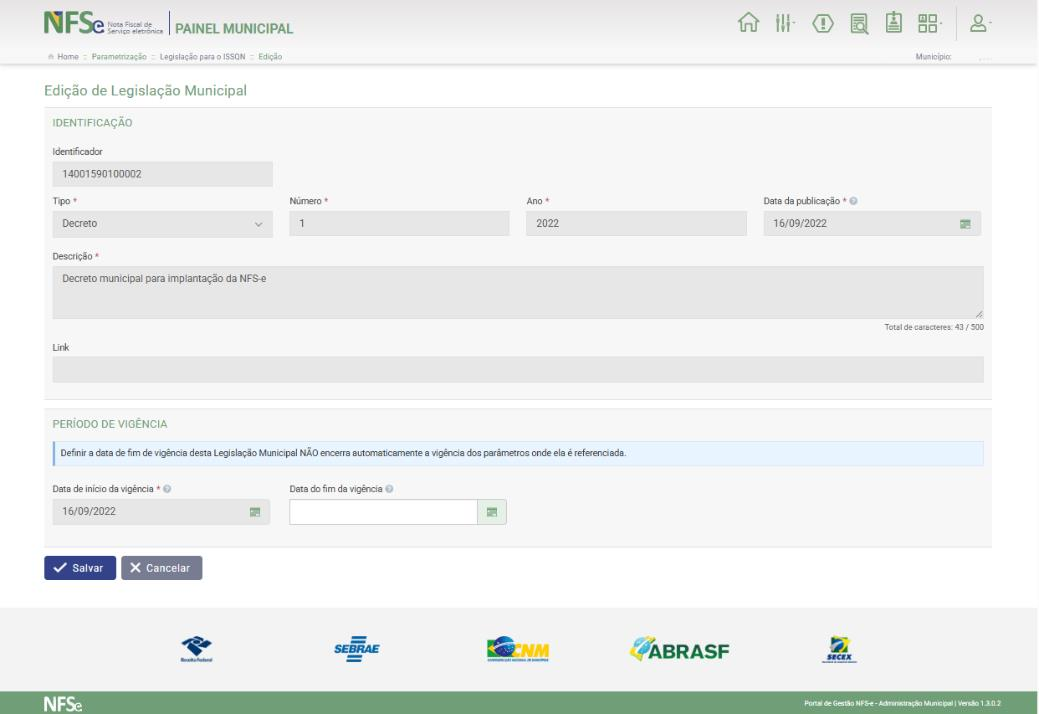 NFSe Nota Fiscal de Serviço eletrônica PAINEL MUNICIPAL
Home :: Parametrização :: Legislação para o ISSQN :: Edição Município:
Edição de Legislação Municipal
IDENTIFICAÇÃO
Identificador
14001590100002
Tipo * Número * Ano * Data da publicação *
Decreto 1 2022 16/09/2022
Descrição *
Decreto municipal para implantação da NFS-e
Total de caracteres: 43 / 500
Link
PERÍODO DE VIGÊNCIA
Definir a data de fim de vigência desta Legislação Municipal NÃO encerra automaticamente a vigência dos parâmetros onde ela é referenciada.
Data de início da vigência * Data do fim da vigência
16/09/2022
Salvar Cancelar
Receita Federal SEBRAE CNM ABRASF SECEX
NFSe Portal de Gestão NFS-e - Administração Municipal | Versão 1.3.0.2